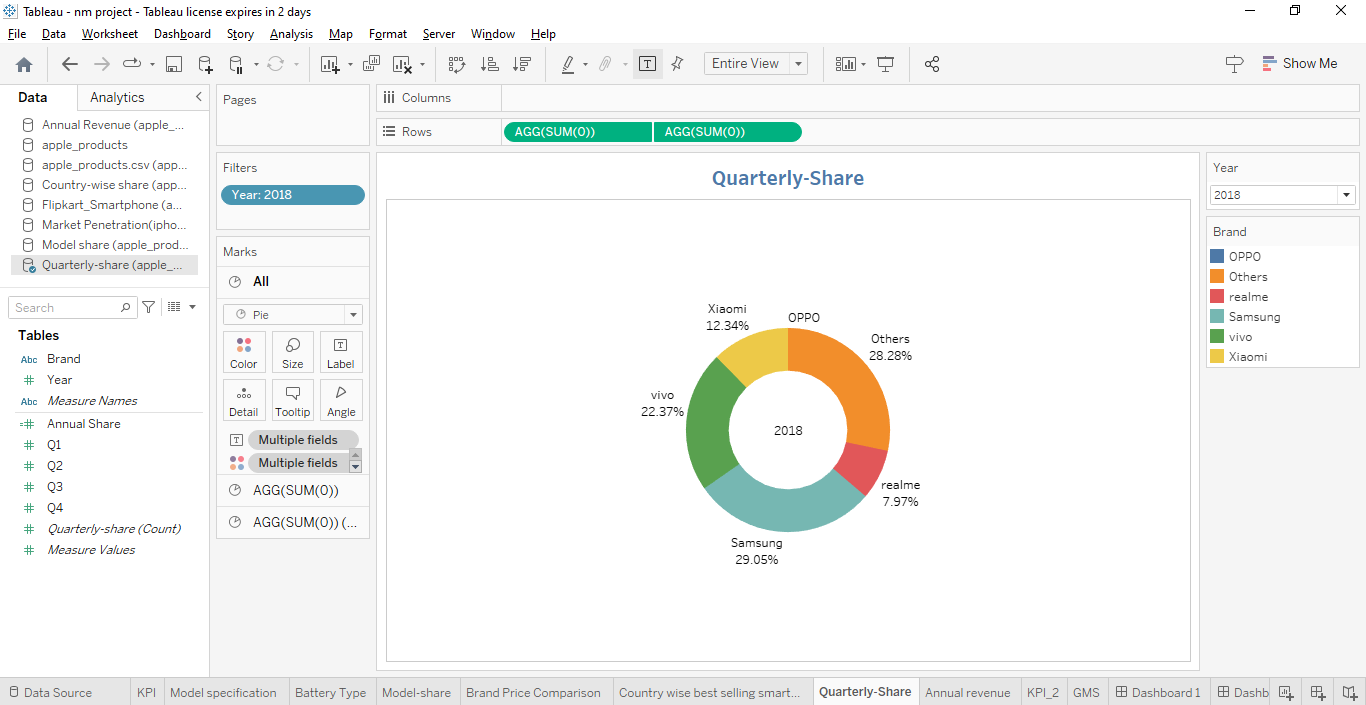 Tableau - nm project - Tableau license expires in 2 days
File Data Worksheet Dashboard Story Analysis Map Format Server Window Help
Entire View
Show Me
Data Analytics
Annual Revenue (apple_...
apple_products
apple_products.csv (app...
Country-wise share (app...
Flipkart_Smartphone (a...
Market Penetration(ipho...
Model share (apple_prod...
Quarterly-share (apple_...
Search
Tables
Abc Brand
# Year
Abc Measure Names
=# Annual Share
# Q1
# Q2
# Q3
# Q4
# Quarterly-share (Count)
# Measure Values
Pages
Filters
Year: 2018
Marks
All
Pie
Color Size Label
Detail Tooltip Angle
Multiple fields
Multiple fields
AGG(SUM(0))
AGG(SUM(0)) (...
Columns
Rows AGG(SUM(0)) AGG(SUM(0))
Quarterly-Share
Xiaomi
12.34%
OPPO
Others
28.28%
vivo
22.37%
2018
realme
7.97%
Samsung
29.05%
Year
2018
Brand
OPPO
Others
realme
Samsung
vivo
Xiaomi
Data Source KPI Model specification Battery Type Model-share Brand Price Comparison Country wise best selling smart... Quarterly-Share Annual revenue KPI_2 GMS Dashboard 1 Dashb